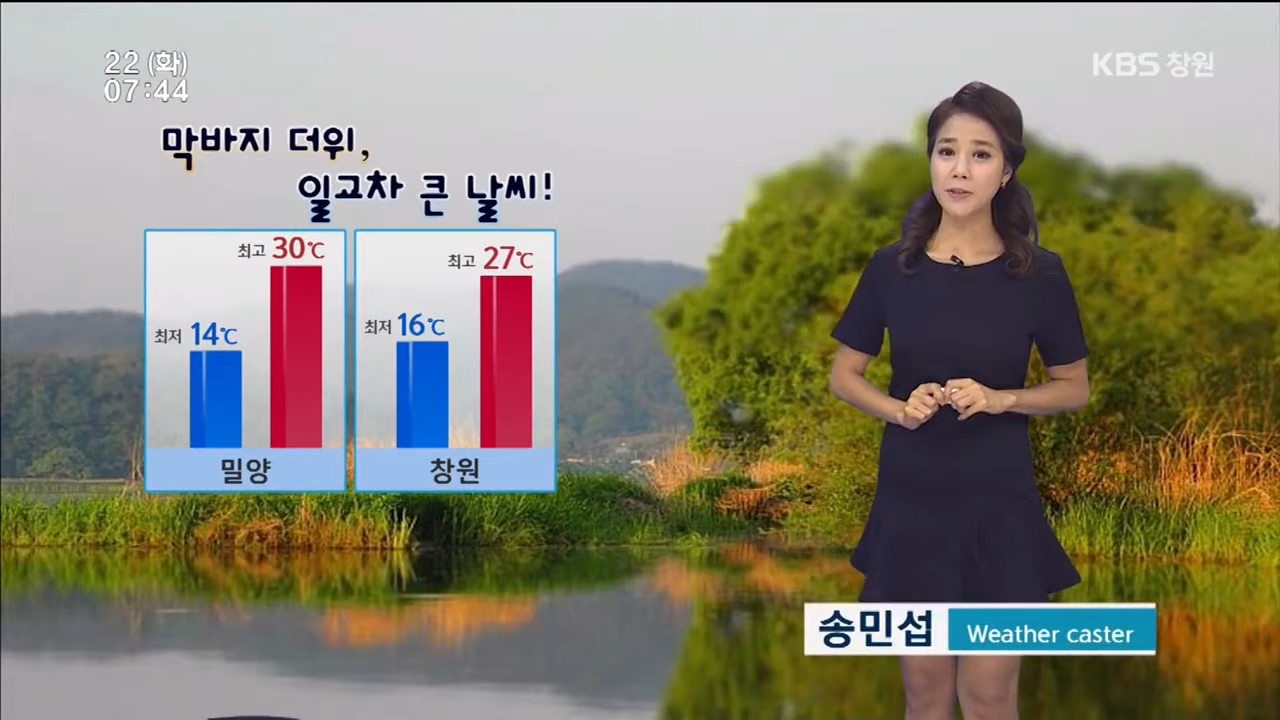 22 (화)
07:44
KBS 창원
막바지 더위,
일교차 큰 날씨!
최저 14℃
최고 30℃
밀양
최저 16℃
최고 27℃
창원
송민섭 Weather caster